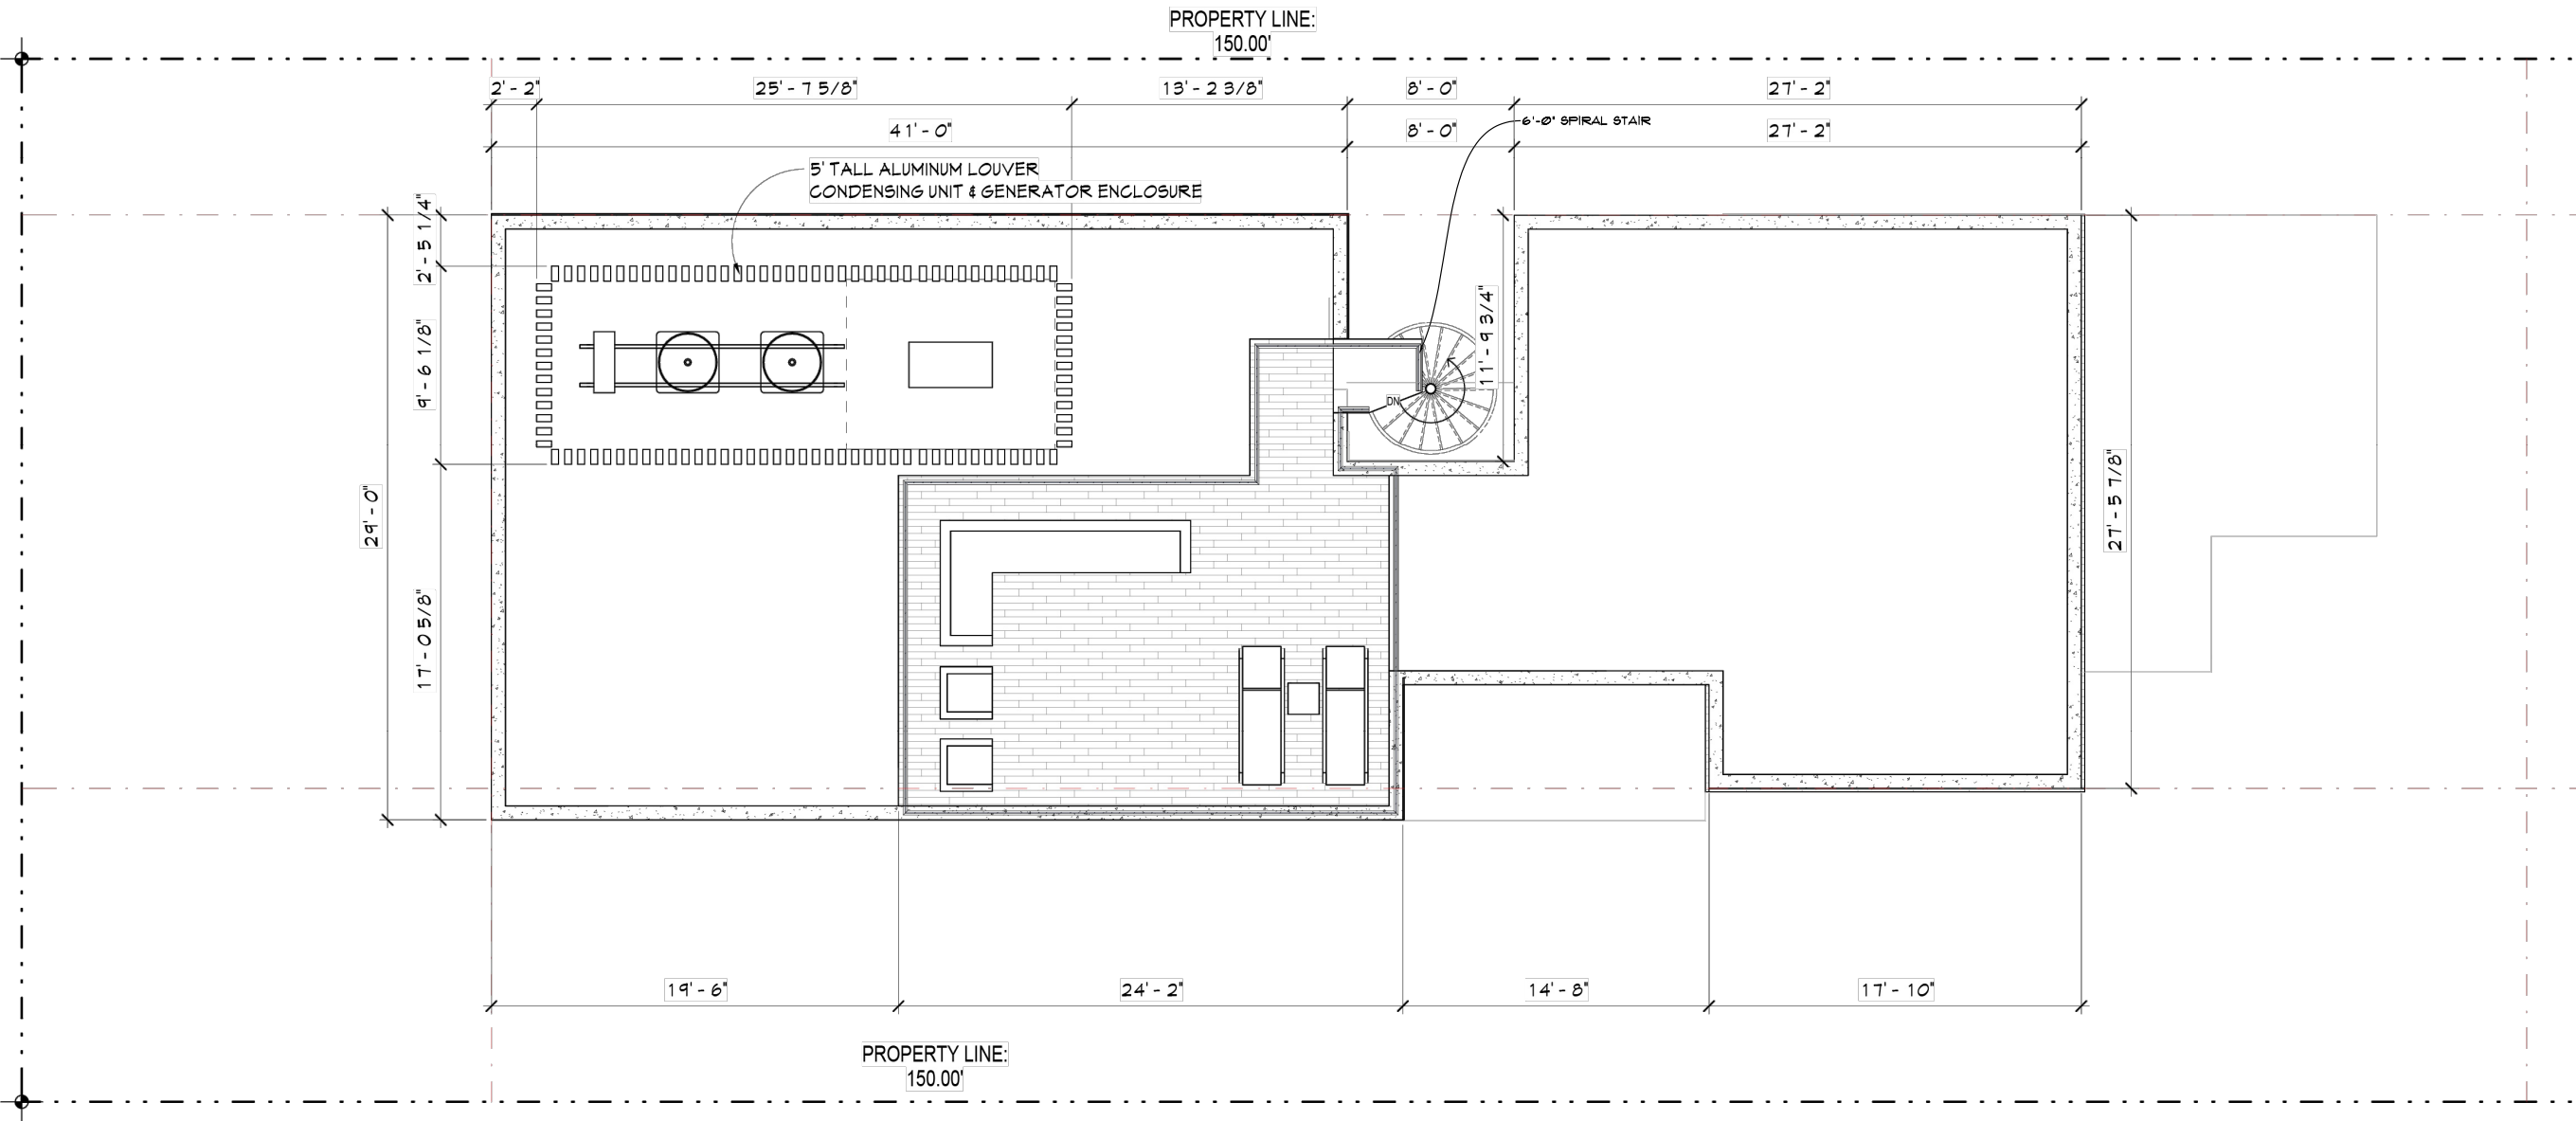 PROPERTY LINE:
150.00'
2' - 2"
25' - 7 5/8"
13' - 2 3/8"
8' - 0"
27' - 2"
41' - 0"
8' - 0"
27' - 2"
6'-0" SPIRAL STAIR
5' TALL ALUMINUM LOUVER
CONDENSING UNIT & GENERATOR ENCLOSURE
2' - 5 1/4"
9' - 6 1/8"
11' - 9 3/4"
DN
29' - 0"
27' - 5 7/8"
17' - 0 5/8"
19' - 6"
24' - 2"
14' - 8"
17' - 10"
PROPERTY LINE:
150.00'